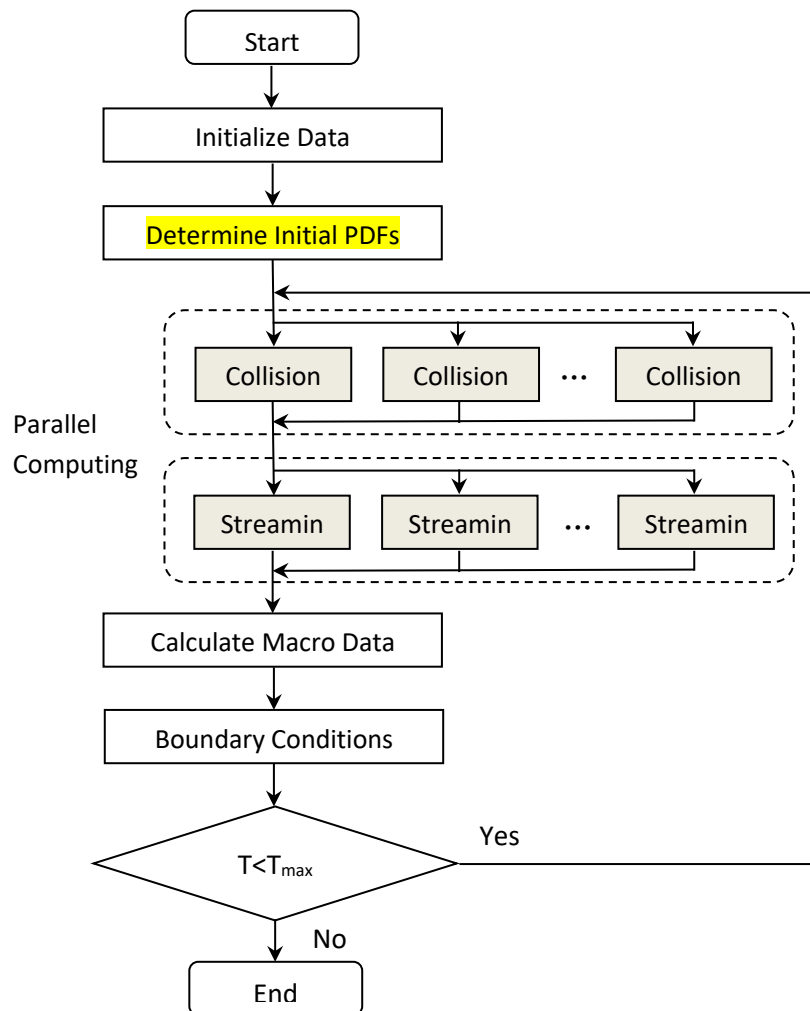 Start
Initialize Data
Determine Initial PDFs
Collision Collision ... Collision
Parallel
Computing
Streamin Streamin ... Streamin
Calculate Macro Data
Boundary Conditions
T<Tmax
Yes
No
End